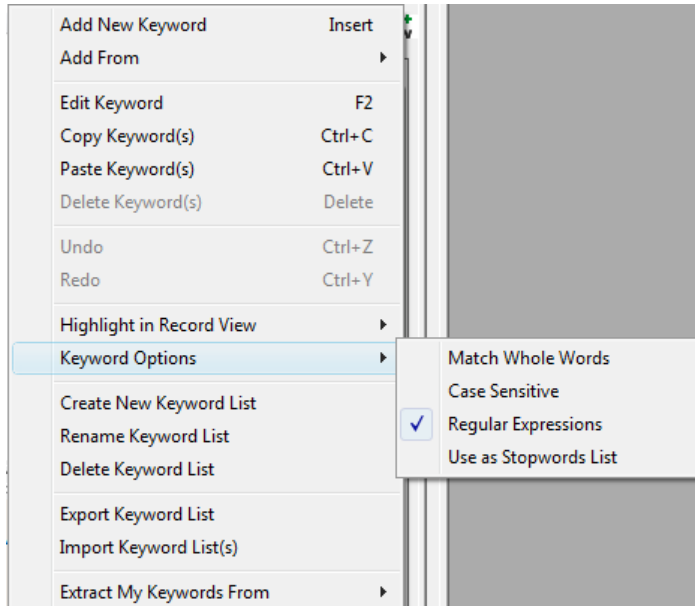 Add New Keyword Insert
Add From
Edit Keyword F2
Copy Keyword(s) Ctrl+C
Paste Keyword(s) Ctrl+V
Delete Keyword(s) Delete
Undo Ctrl+Z
Redo Ctrl+Y
Highlight in Record View
Keyword Options
Match Whole Words
Case Sensitive
Regular Expressions
Use as Stopwords List
Create New Keyword List
Rename Keyword List
Delete Keyword List
Export Keyword List
Import Keyword List(s)
Extract My Keywords From